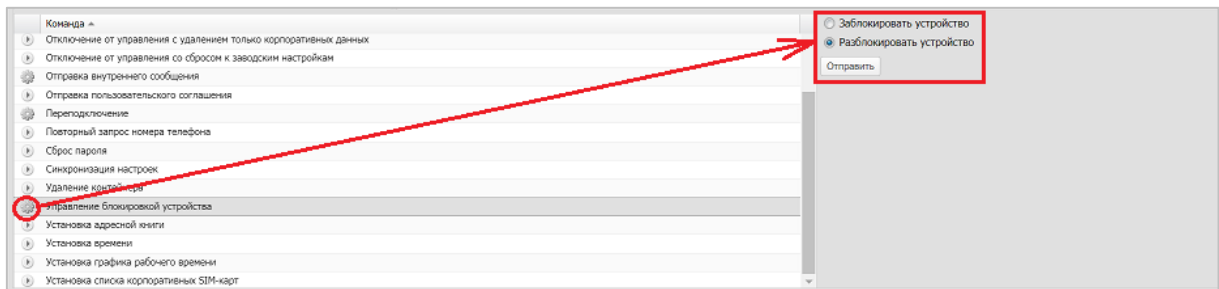 Команда
Отключение от управления с удалением только корпоративных данных
Отключение от управления со сбросом к заводским настройкам
Отправка внутреннего сообщения
Отправка пользовательского соглашения
Переподключение
Повторный запрос номера телефона
Сброс пароля
Синхронизация настроек
Удаление контейнера
Управление блокировкой устройства
Установка адресной книги
Установка времени
Установка графика рабочего времени
Установка списка корпоративных SIM-карт
Заблокировать устройство
Разблокировать устройство
Отправить